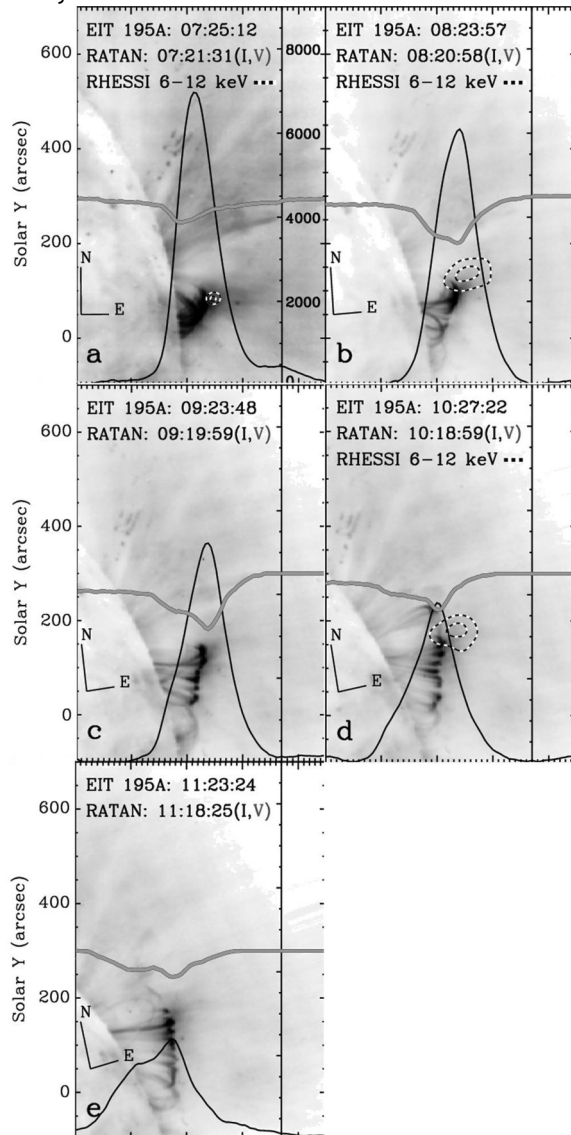 EIT 195A: 07:25:12
RATAN: 07:21:31(I,V)
RHESSI 6-12 keV
8000
6000
4000
2000
0
600
400
200
0
Solar Y (arcsec)
N
E
a
EIT 195A: 08:23:57
RATAN: 08:20:58(I,V)
RHESSI 6-12 keV
N
E
b
EIT 195A: 09:23:48
RATAN: 09:19:59(I,V)
600
400
200
0
Solar Y (arcsec)
N
E
c
EIT 195A: 10:27:22
RATAN: 10:18:59(I,V)
RHESSI 6-12 keV
N
E
d
EIT 195A: 11:23:24
RATAN: 11:18:25(I,V)
600
400
200
0
Solar Y (arcsec)
N
E
e